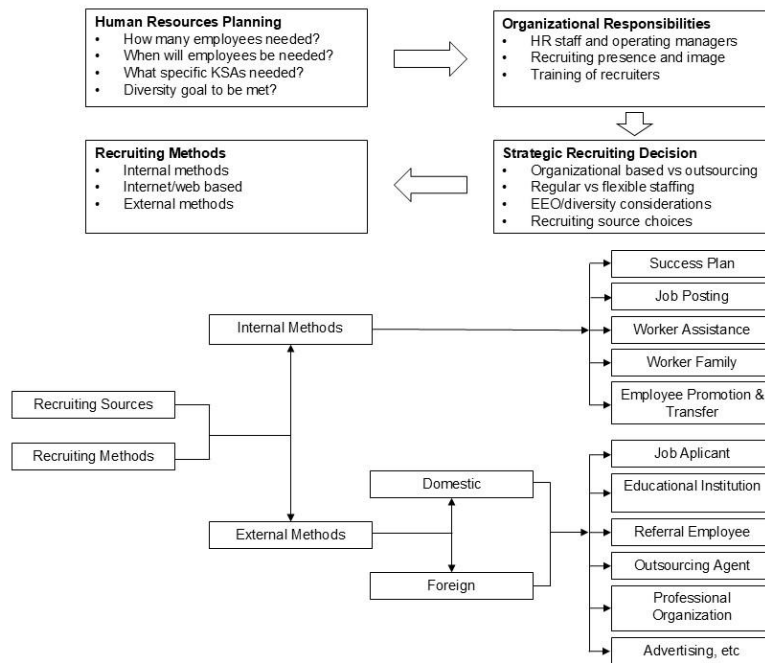 Human Resources Planning
• How many employees needed?
• When will employees be needed?
• What specific KSAs needed?
• Diversity goal to be met?
Organizational Responsibilities
• HR staff and operating managers
• Recruiting presence and image
• Training of recruiters
Recruiting Methods
• Internal methods
• Internet/web based
• External methods
Strategic Recruiting Decision
• Organizational based vs outsourcing
• Regular vs flexible staffing
• EEO/diversity considerations
• Recruiting source choices
Recruiting Sources
Recruiting Methods
Internal Methods
External Methods
Domestic
Foreign
Success Plan
Job Posting
Worker Assistance
Worker Family
Employee Promotion &
Transfer
Job Aplicant
Educational Institution
Referral Employee
Outsourcing Agent
Professional
Organization
Advertising, etc